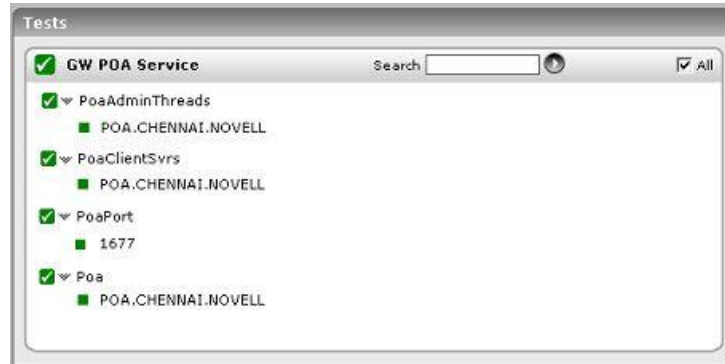 Tests
GW POA Service Search All
PoaAdminThreads
POA.CHENNAI.NOVELL
PoaClientSvrs
POA.CHENNAI.NOVELL
PoaPort
1677
Poa
POA.CHENNAI.NOVELL